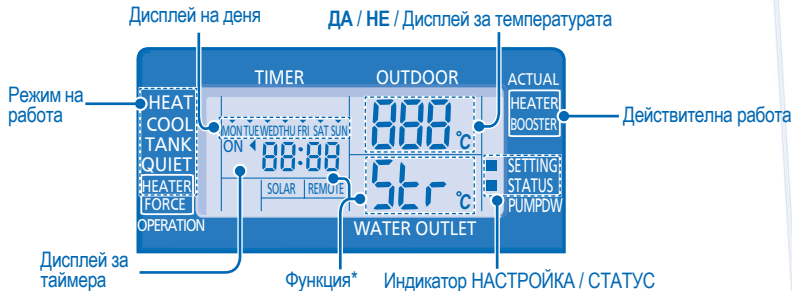 Дисплей на деня
ДА / НЕ / Дисплей за температурата
Режим на
работа
TIMER
OUTDOOR
ACTUAL
HEAT
COOL
TANK
QUIET
HEATER
FORCE
OPERATION
MON TUE WED THU FRI SAT SUN
ON
88:88
SOLAR
REMOTE
888 °C
Str °C
WATER OUTLET
HEATER
BOOSTER
SETTING
STATUS
PUMPDW
Действителна работа
Дисплей за
таймера
Функция*
Индикатор НАСТРОЙКА / СТАТУС